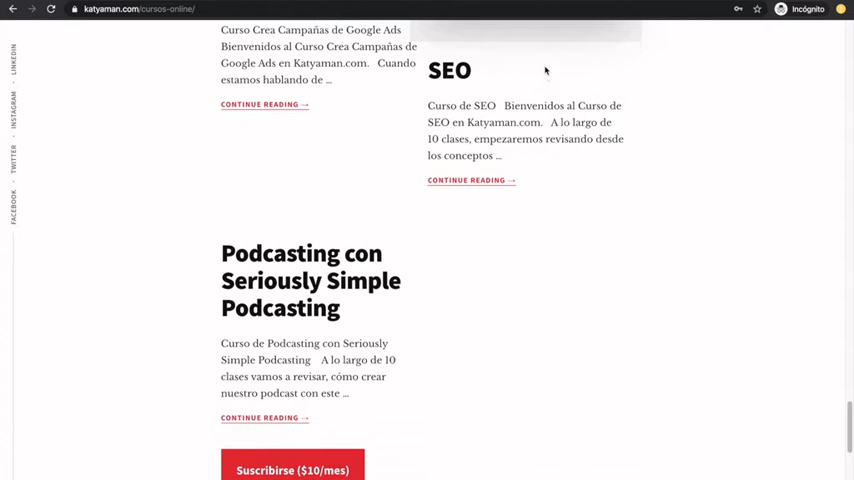 katyaman.com/cursos-online/
Incógnito
LINKEDIN
INSTAGRAM
TWITTER
FACEBOOK
Curso Crea Campañas de Google Ads
Bienvenidos al Curso Crea Campañas de
Google Ads en Katyaman.com. Cuando
estamos hablando de ...
CONTINUE READING →
SEO
Curso de SEO Bienvenidos al Curso de
SEO en Katyaman.com. A lo largo de
10 clases, empezaremos revisando desde
los conceptos ...
CONTINUE READING →
Podcasting con
Seriously Simple
Podcasting
Curso de Podcasting con Seriously
Simple Podcasting A lo largo de 10
clases vamos a revisar, cómo crear
nuestro podcast con este ...
CONTINUE READING →
Suscribirse ($10/mes)